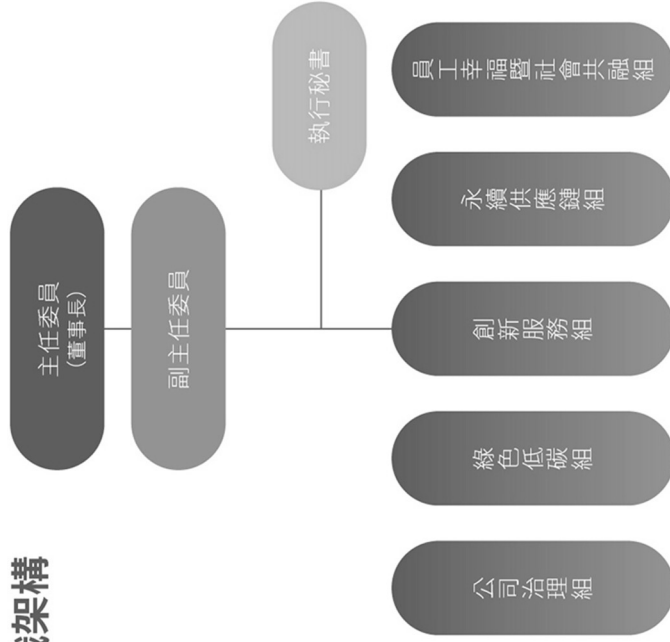 架構
主任委員
(董事長)
副主任委員
執行秘書
公司治理組
綠色低碳組
創新服務組
永續供應鏈組
員工幸福暨社會共融組